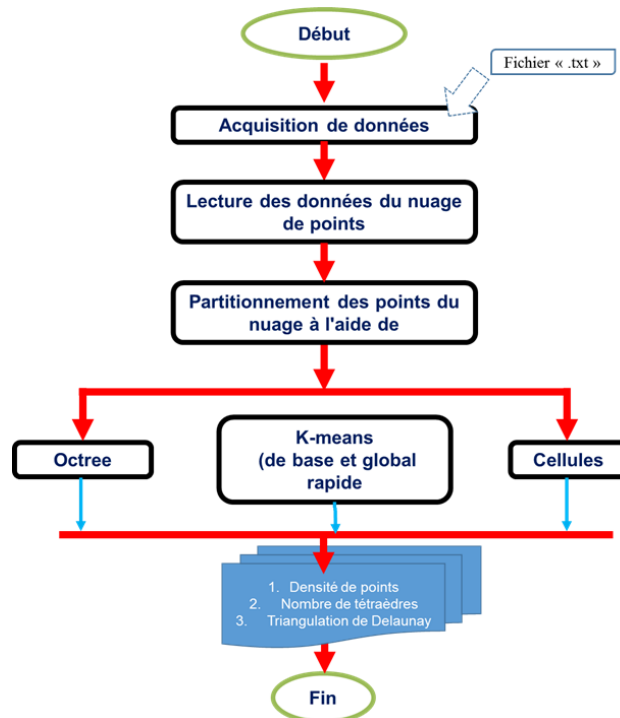 Début
Fichier « .txt »
Acquisition de données
Lecture des données du nuage
de points
Partitionnement des points du
nuage à l'aide de
Octree
K-means
(de base et global
rapide
Cellules
1. Densité de points
2. Nombre de tétraèdres
3. Triangulation de Delaunay
Fin